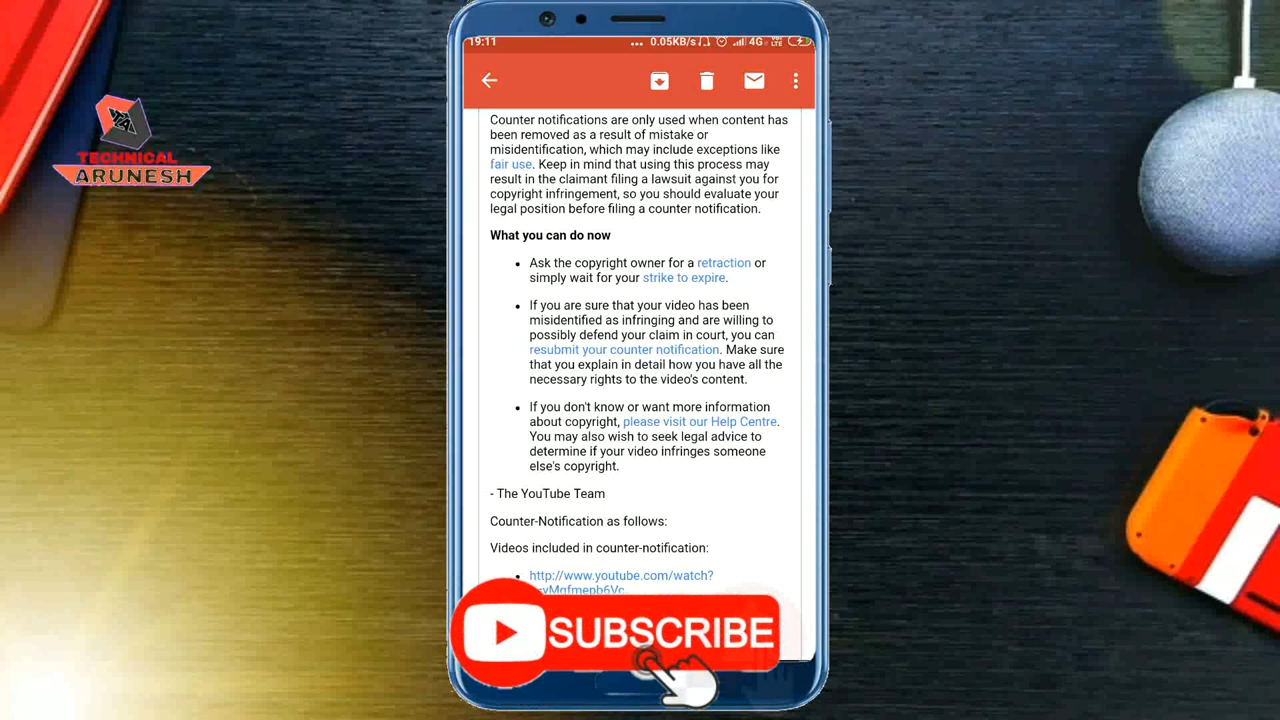 19:11
... 0.05KB/s 4G VoLTE
TECHNICAL
ARUNESH
Counter notifications are only used when content has
been removed as a result of mistake or
misidentification, which may include exceptions like
fair use. Keep in mind that using this process may
result in the claimant filing a lawsuit against you for
copyright infringement, so you should evaluate your
legal position before filing a counter notification.
What you can do now
• Ask the copyright owner for a retraction or
simply wait for your strike to expire.
• If you are sure that your video has been
misidentified as infringing and are willing to
possibly defend your claim in court, you can
resubmit your counter notification. Make sure
that you explain in detail how you have all the
necessary rights to the video's content.
• If you don't know or want more information
about copyright, please visit our Help Centre.
You may also wish to seek legal advice to
determine if your video infringes someone
else's copyright.
- The YouTube Team
Counter-Notification as follows:
Videos included in counter-notification:
• http://www.youtube.com/watch?
SUBSCRIBE